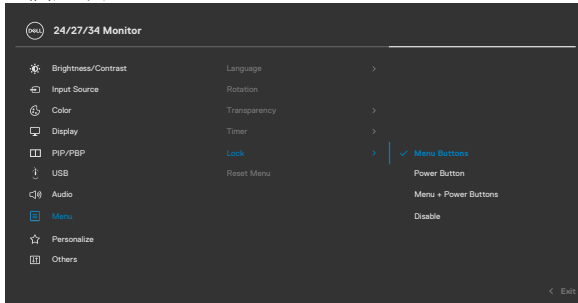 DELL 24/27/34 Monitor
Brightness/Contrast
Input Source
Color
Display
PIP/PBP
USB
Audio
Menu
Personalize
Others
Language
Rotation
Transparency
Timer
Lock
Reset Menu
Menu Buttons
Power Button
Menu + Power Buttons
Disable
Exit